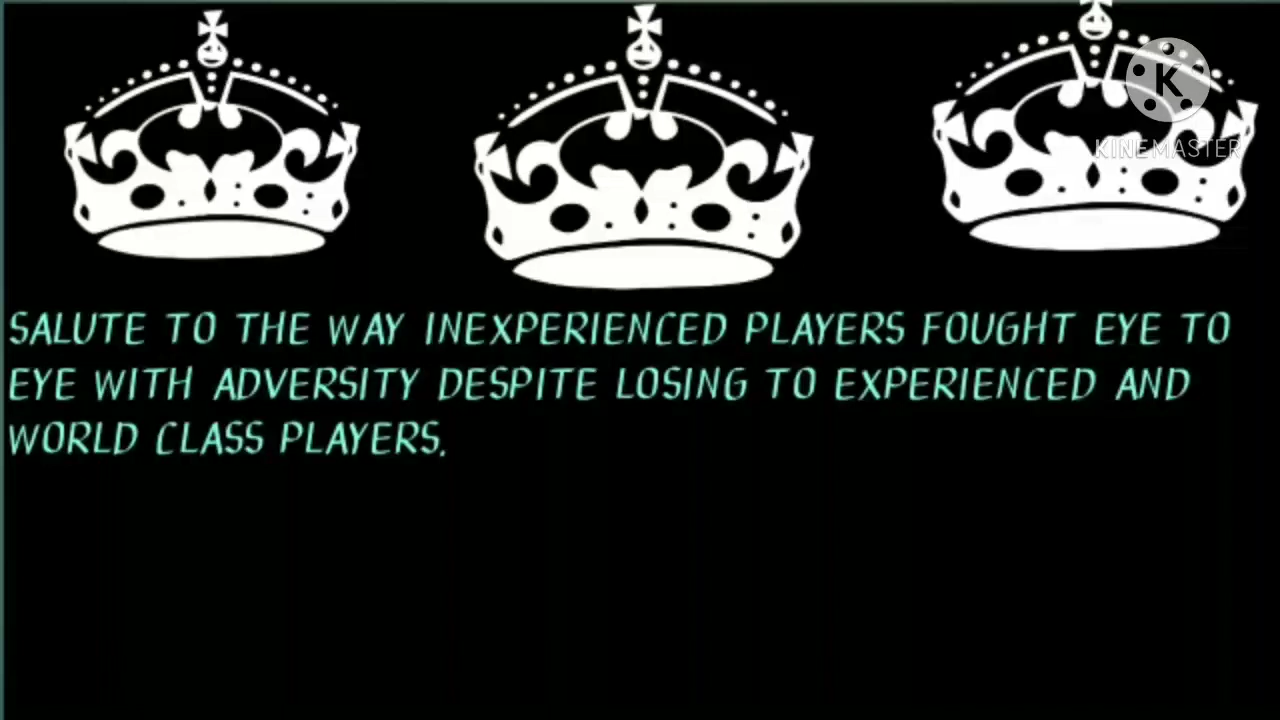 K
KINEMASTER
SALUTE TO THE WAY INEXPERIENCED PLAYERS FOUGHT EYE TO
EYE WITH ADVERSITY DESPITE LOSING TO EXPERIENCED AND
WORLD CLASS PLAYERS.